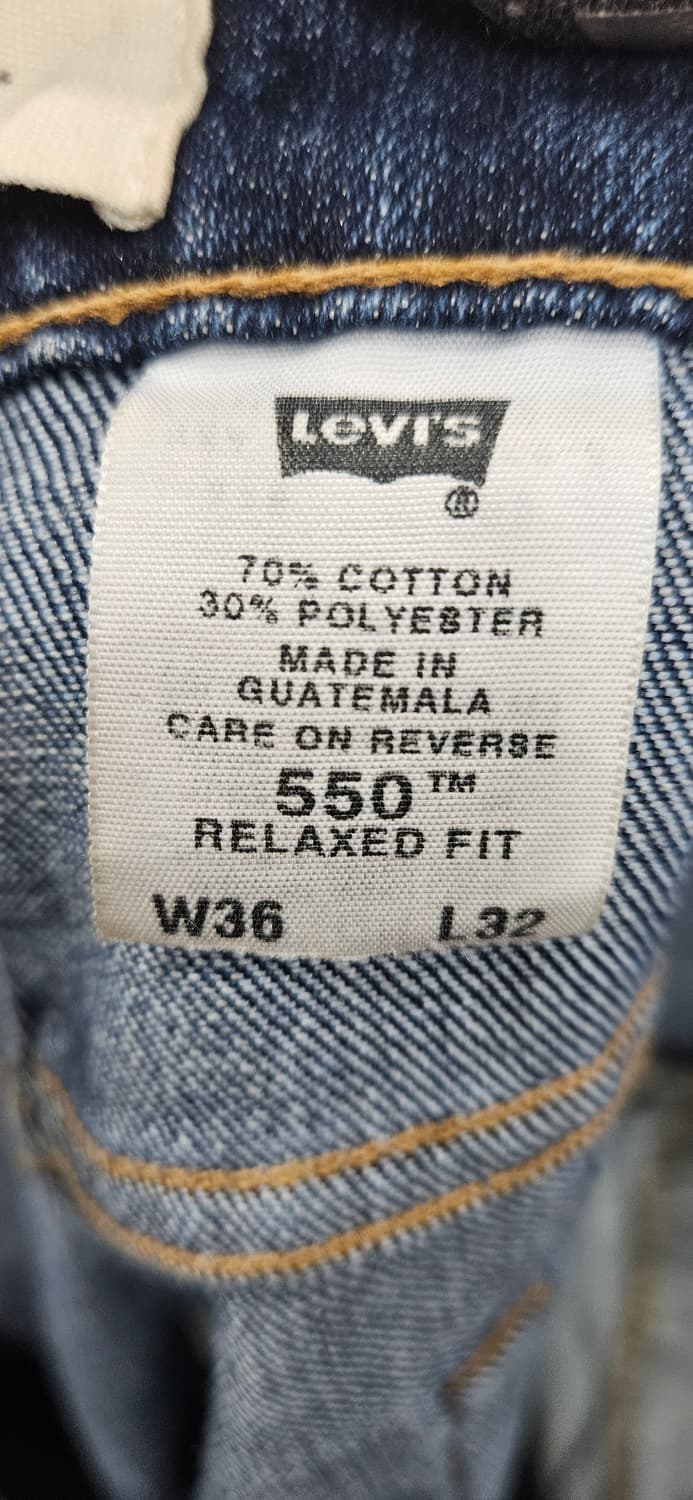 LEVI'S
®
70% COTTON
30% POLYESTER
MADE IN
GUATEMALA
CARE ON REVERSE
550™
RELAXED FIT
W36 L32